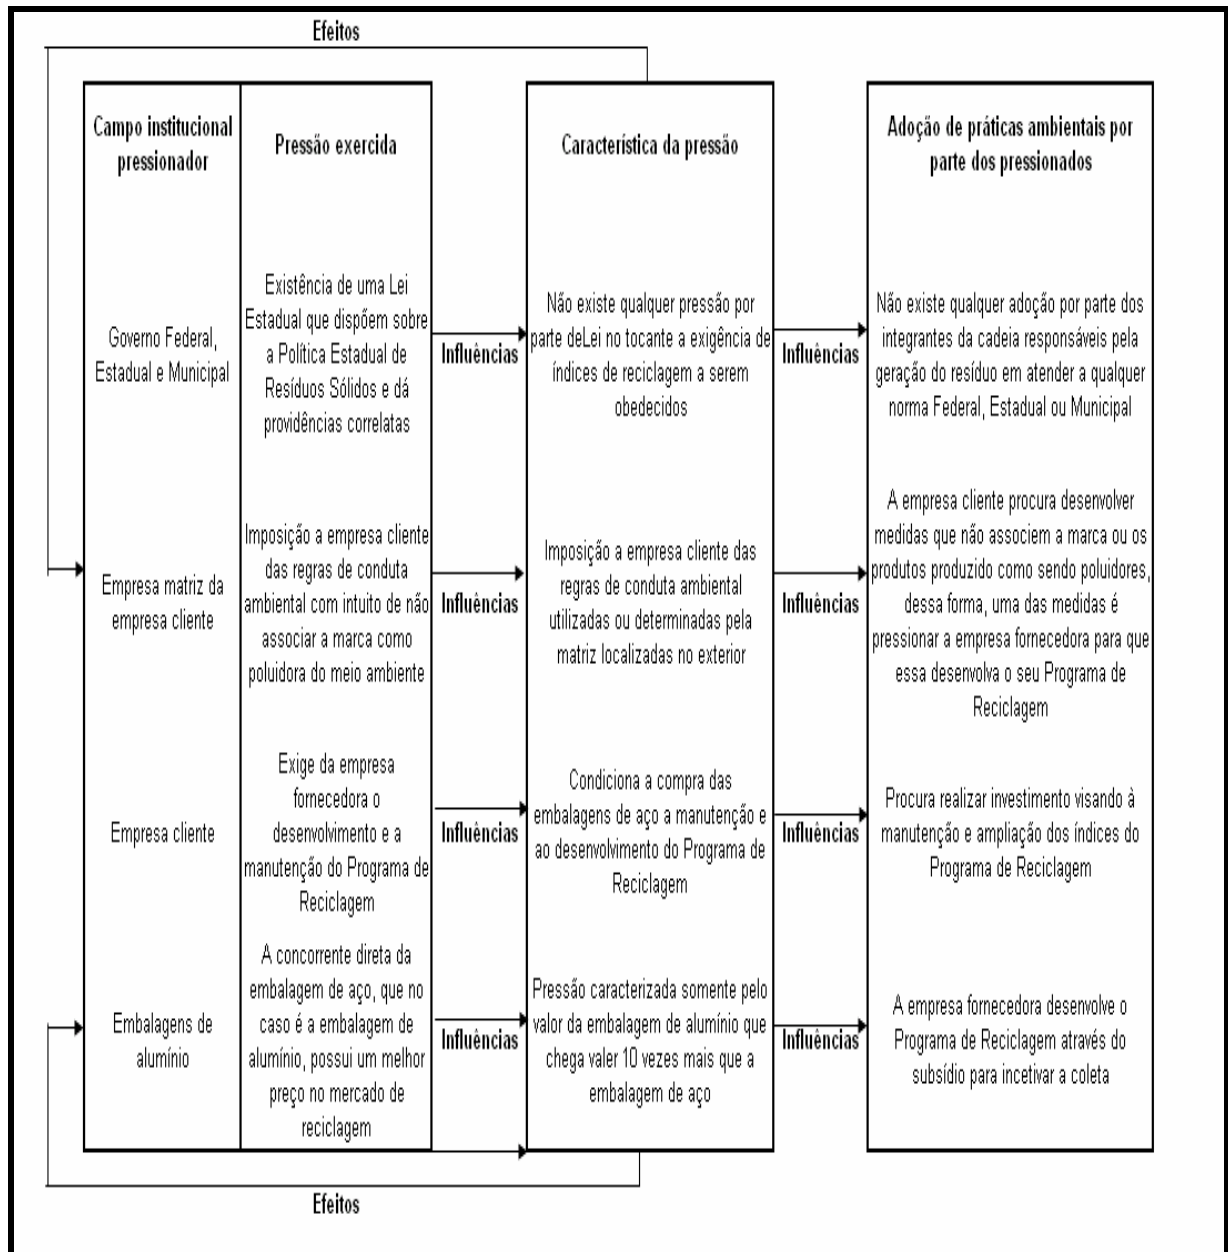 Efeitos
Campo institucional
pressionador
Pressão exercida
Característica da pressão
Adoção de práticas ambientais por
parte dos pressionados
Governo Federal,
Estadual e Municipal
Existência de uma Lei
Estadual que dispõem sobre
a Política Estadual de
Resíduos Sólidos e dá
providências correlatas
Influências
Não existe qualquer pressão por
parte deLei no tocante a exigência de
índices de reciclagem a serem
obedecidos
Influências
Não existe qualquer adoção por parte dos
integrantes da cadeia responsáveis pela
geração do resíduo em atender a qualquer
norma Federal, Estadual ou Municipal
Empresa matriz da
empresa cliente
Imposição a empresa cliente
das regras de conduta
ambiental com intuito de não
associar a marca como
poluidora do meio ambiente
Influências
Imposição a empresa cliente das
regras de conduta ambiental
utilizadas ou determinadas pela
matriz localizadas no exterior
Influências
A empresa cliente procura desenvolver
medidas que não associem a marca ou os
produtos produzido como sendo poluidores,
dessa forma, uma das medidas é
pressionar a empresa fornecedora para que
essa desenvolva o seu Programa de
Reciclagem
Empresa cliente
Exige da empresa
fornecedora o
desenvolvimento e a
manutenção do Programa de
Reciclagem
Influências
Condiciona a compra das
embalagens de aço a manutenção e
ao desenvolvimento do Programa de
Reciclagem
Influências
Procura realizar investimento visando à
manutenção e ampliação dos índices do
Programa de Reciclagem
Embalagens de
alumínio
A concorrente direta da
embalagem de aço, que no
caso é a embalagem de
alumínio, possui um melhor
preço no mercado de
reciclagem
Influências
Pressão caracterizada somente pelo
valor da embalagem de alumínio que
chega valer 10 vezes mais que a
embalagem de aço
Influências
A empresa fornecedora desenvolve o
Programa de Reciclagem através do
subsídio para incetivar a coleta
Efeitos